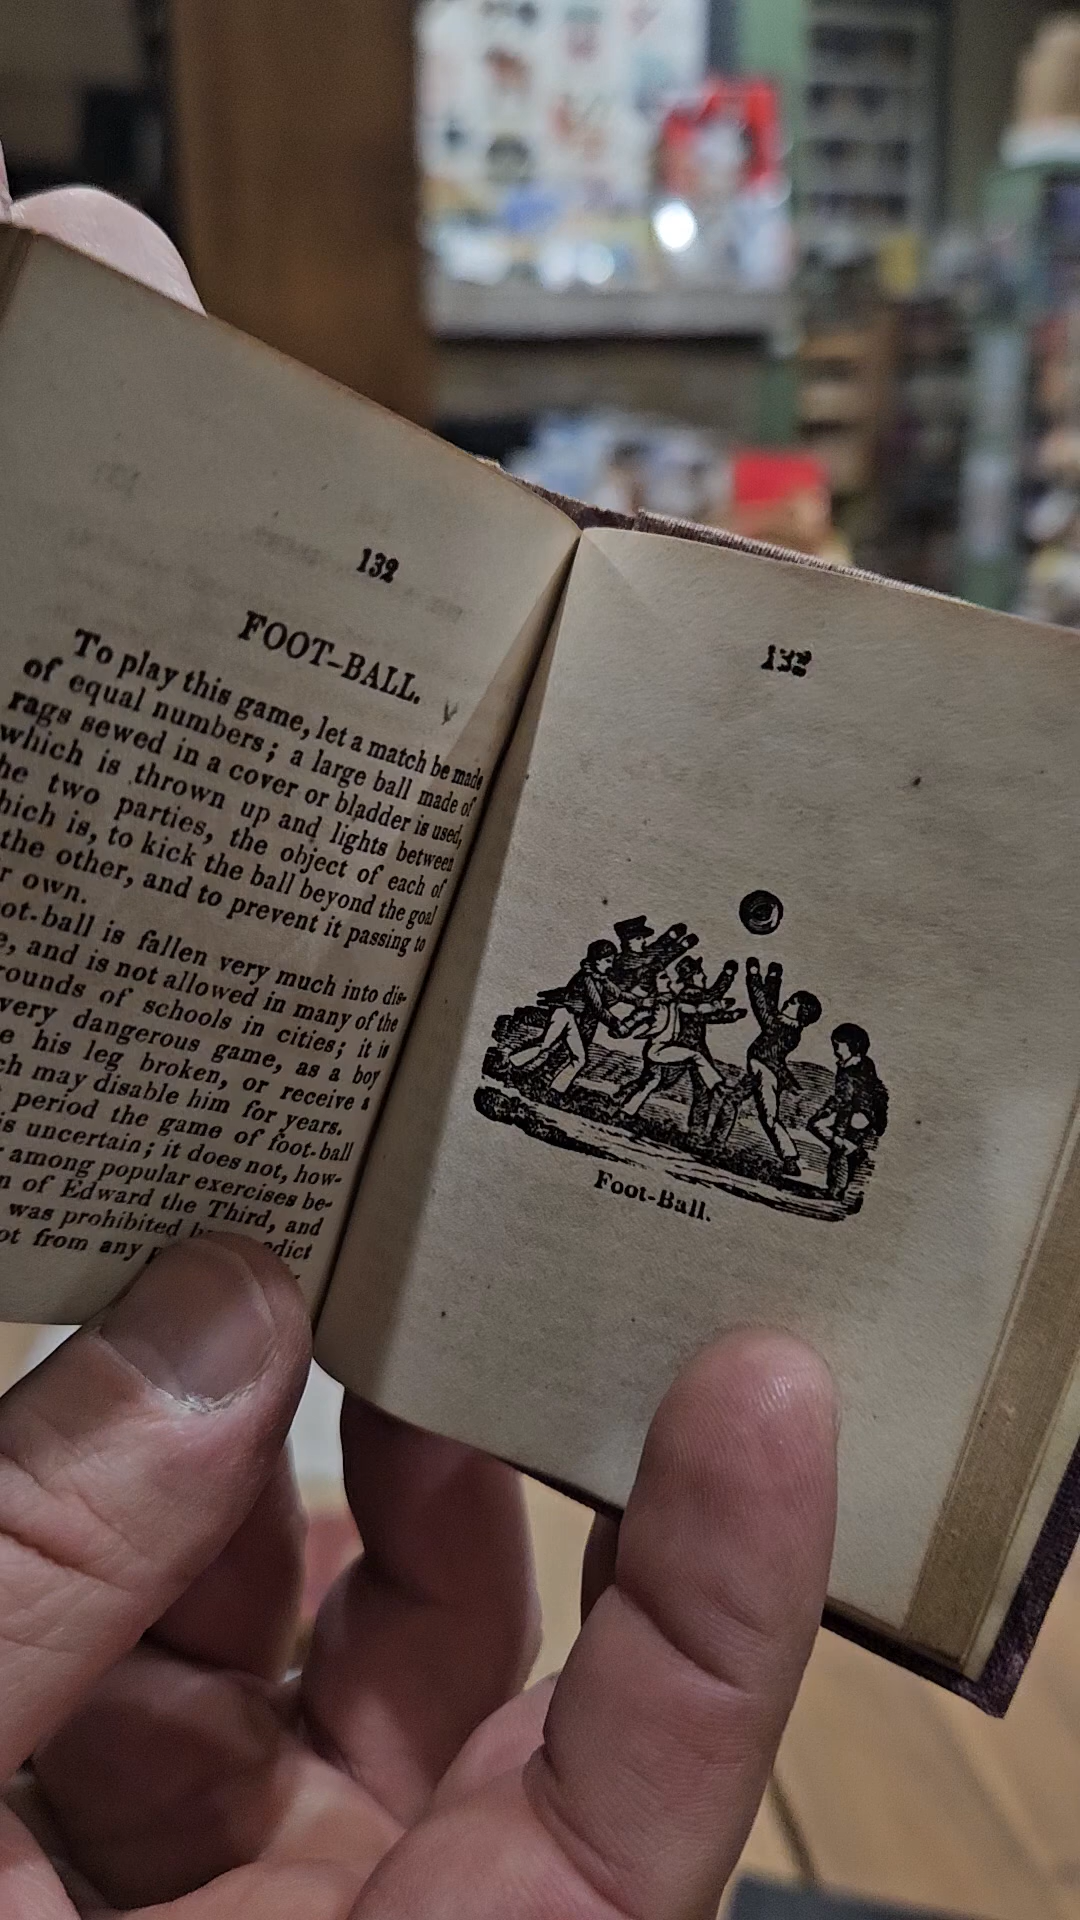 132
FOOT-BALL.
To play this game, let a match be made
of equal numbers; a large ball made of
rags sewed in a cover or bladder is used,
which is thrown up and lights between
the two parties, the object of each of
which is, to kick the ball beyond the goal
the other, and to prevent it passing to
own.
is fallen very much into dis-
and is not allowed in many of the
of schools in cities; it is
very dangerous game, as a boy
his leg broken, or receive a
may disable him for years.
period the game of foot-ball
is uncertain; it does not, how-
among popular exercises be-
of Edward the Third, and
was prohibited
from any
133
Foot-Ball.